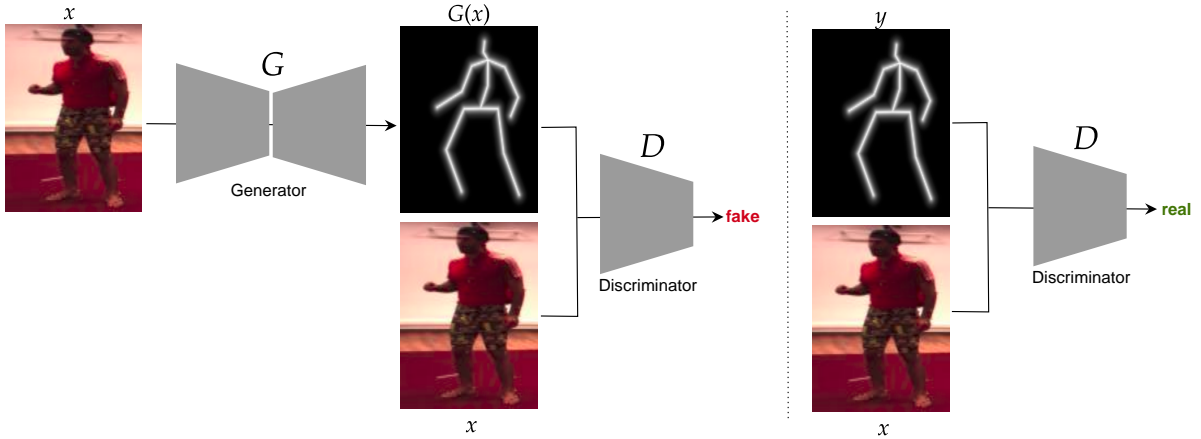 x
G
Generator
G(x)
x
D
Discriminator
fake
y
x
D
Discriminator
real